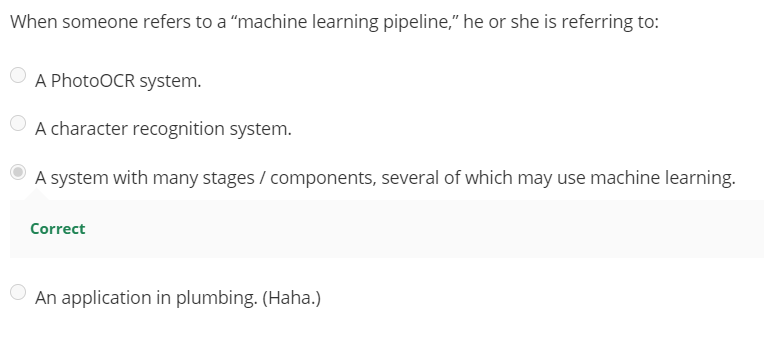 When someone refers to a “machine learning pipeline,” he or she is referring to:
A PhotoOCR system.
A character recognition system.
A system with many stages / components, several of which may use machine learning.
Correct
An application in plumbing. (Haha.)